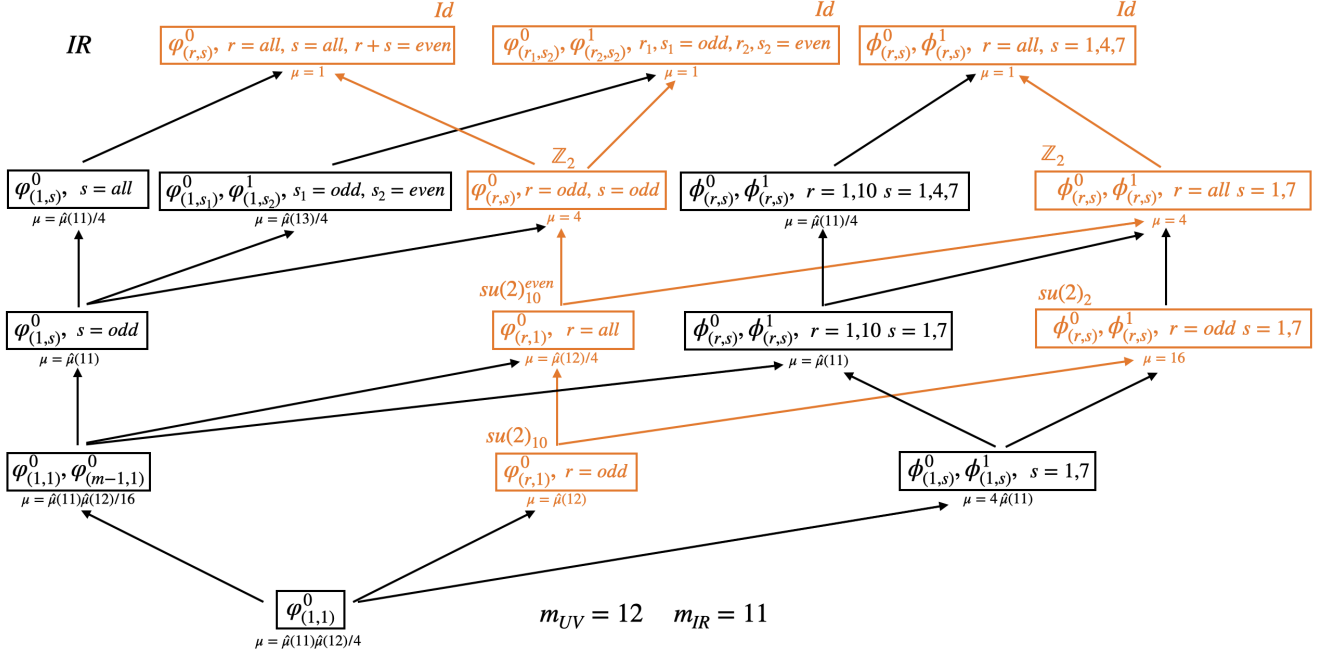 Id Id Id
IR
φ⁰₍r,s₎, r = all, s = all, r + s = even
μ = 1
φ⁰₍r₁,s₂₎, φ¹₍r₂,s₂₎, r₁, s₁ = odd, r₂, s₂ = even
μ = 1
ϕ⁰₍r,s₎, ϕ¹₍r,s₎, r = all, s = 1,4,7
μ = 1
ℤ₂
ℤ₂
φ⁰₍1,s₎, s = all
μ = μ̂(11)/4
φ⁰₍1,s₁₎, φ¹₍1,s₂₎, s₁ = odd, s₂ = even
μ = μ̂(13)/4
φ⁰₍r,s₎, r = odd, s = odd
μ = 4
ϕ⁰₍r,s₎, ϕ¹₍r,s₎, r = 1,10 s = 1,4,7
μ = μ̂(11)/4
ϕ⁰₍r,s₎, ϕ¹₍r,s₎, r = all s = 1,7
μ = 4
su(2)₁₀^even
su(2)₂
φ⁰₍1,s₎, s = odd
μ = μ̂(11)
φ⁰₍r,1₎, r = all
μ = μ̂(12)/4
ϕ⁰₍r,s₎, ϕ¹₍r,s₎, r = 1,10 s = 1,7
μ = μ̂(11)
ϕ⁰₍r,s₎, ϕ¹₍r,s₎, r = odd s = 1,7
μ = 16
su(2)₁₀
φ⁰₍1,1₎, φ⁰₍m−1,1₎
μ = μ̂(11)μ̂(12)/16
φ⁰₍r,1₎, r = odd
μ = μ̂(12)
ϕ⁰₍1,s₎, ϕ¹₍1,s₎, s = 1,7
μ = 4 μ̂(11)
φ⁰₍1,1₎
μ = μ̂(11)μ̂(12)/4
m_UV = 12 m_IR = 11